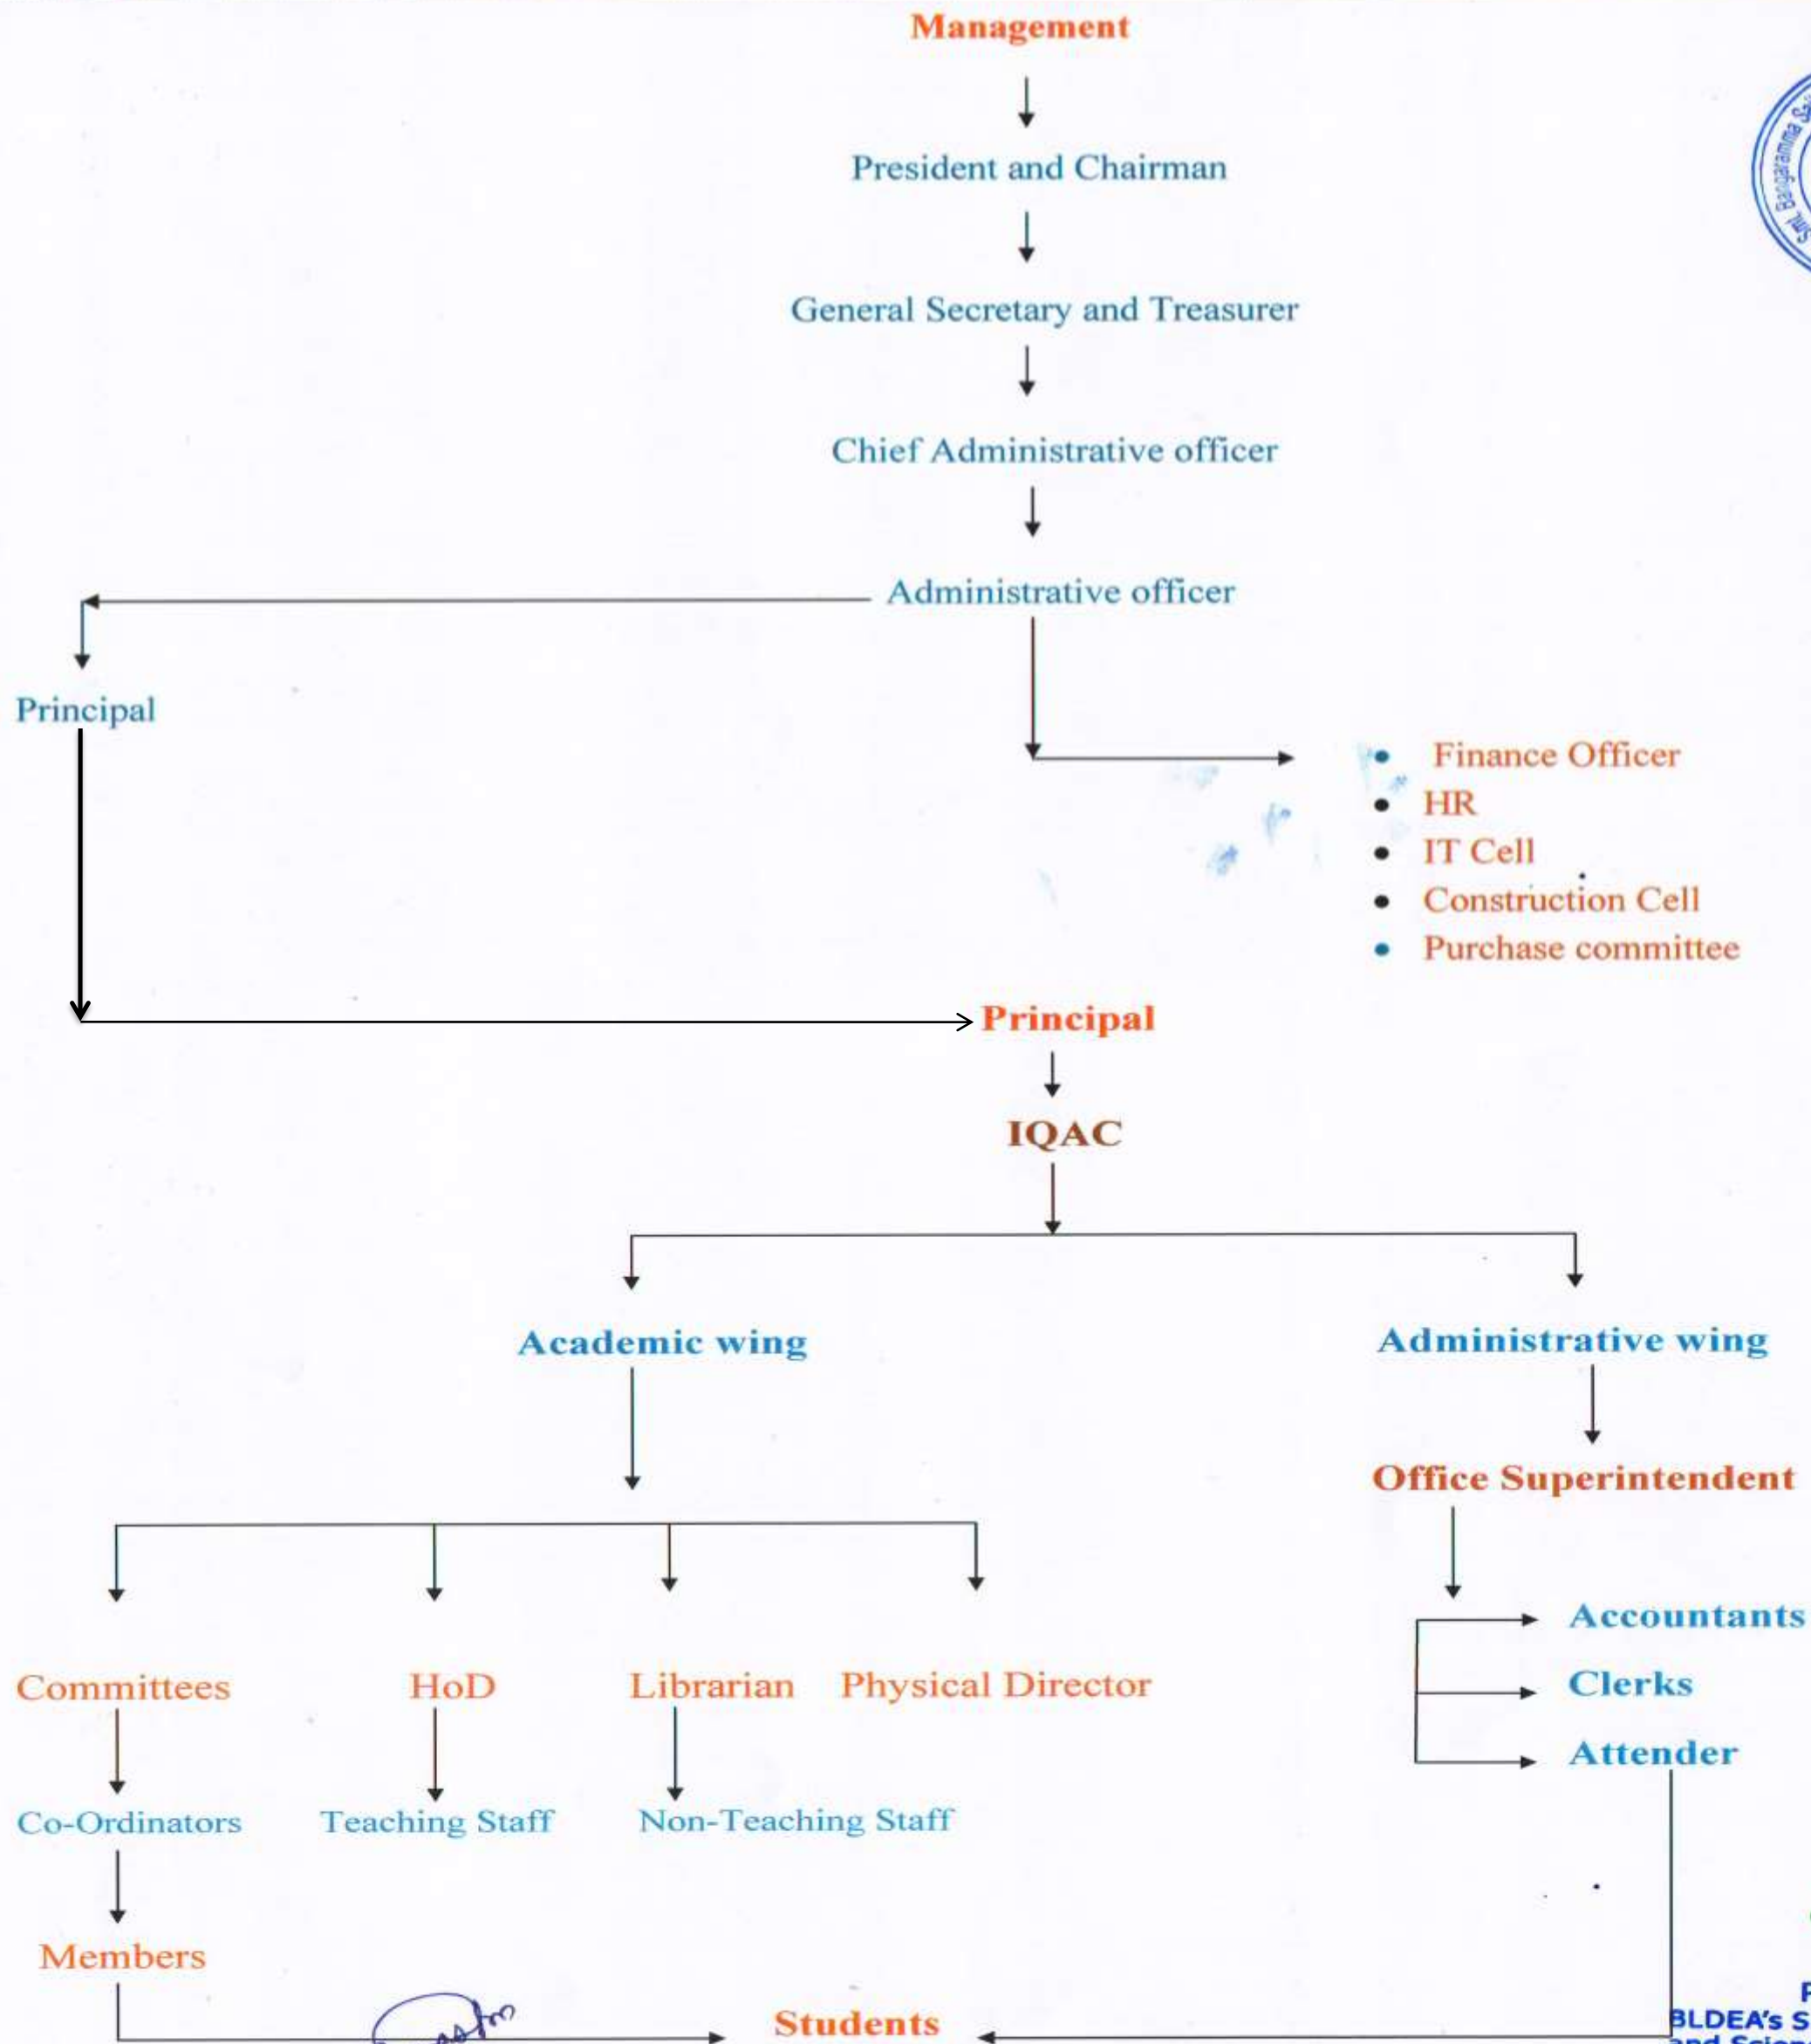 Management
President and Chairman
General Secretary and Treasurer
Chief Administrative officer
Administrative officer
Principal
• Finance Officer
• HR
• IT Cell
• Construction Cell
• Purchase committee
Principal
IQAC
Academic wing
Administrative wing
Office Superintendent
Accountants
Clerks
Attender
Committees
HoD
Librarian
Physical Director
Co-Ordinators
Teaching Staff
Non-Teaching Staff
Members
Students
Smt. Bangaramma
BLDEA's